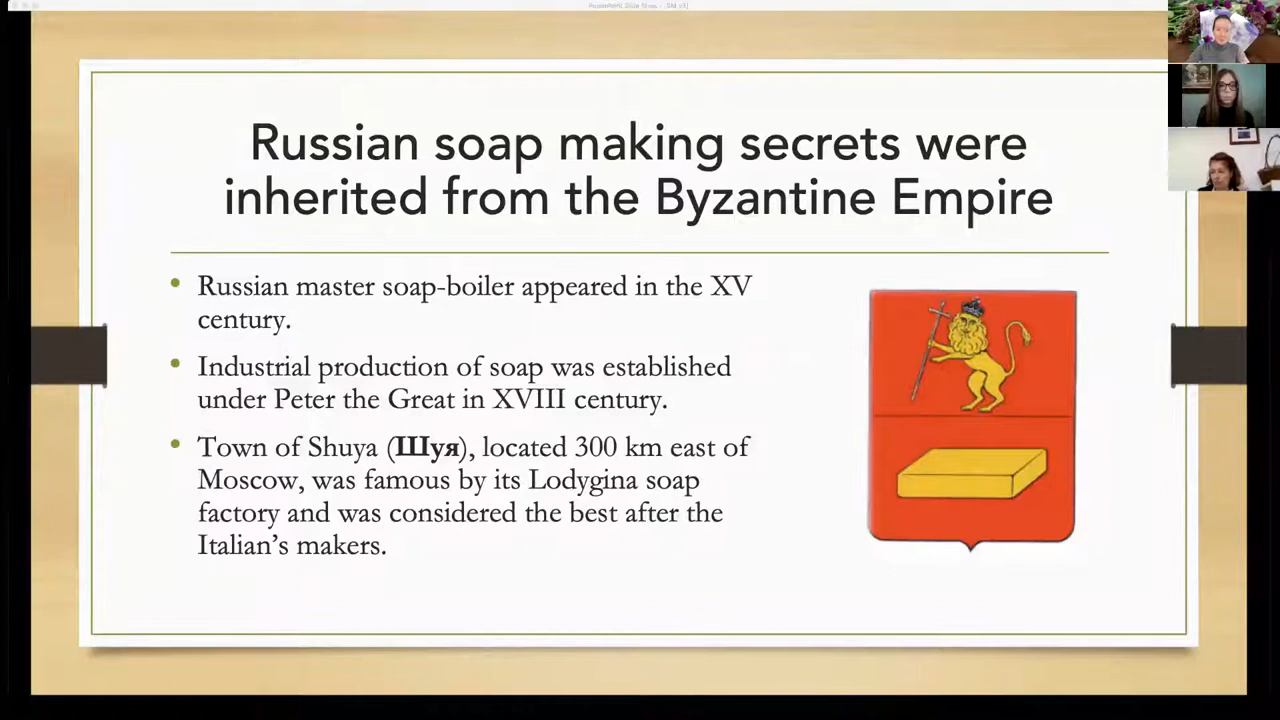 Russian soap making secrets were
inherited from the Byzantine Empire
• Russian master soap-boiler appeared in the XV
century.
• Industrial production of soap was established
under Peter the Great in XVIII century.
• Town of Shuya (Шуя), located 300 km east of
Moscow, was famous by its Lodygina soap
factory and was considered the best after the
Italian’s makers.